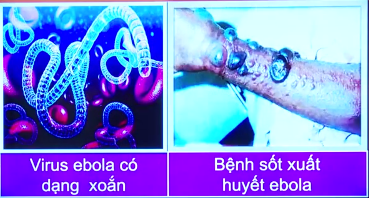 Virus ebola có
dạng xoắn
Bệnh sốt xuất
huyết ebola